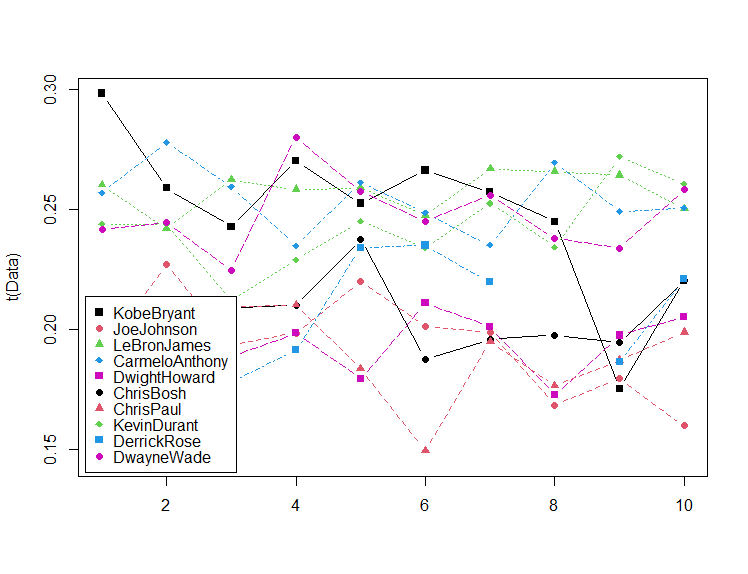 0.30
0.25
0.20
0.15
t(Data)
KobeBryant
JoeJohnson
LeBronJames
CarmeloAnthony
DwightHoward
ChrisBosh
ChrisPaul
KevinDurant
DerrickRose
DwayneWade
2 4 6 8 10